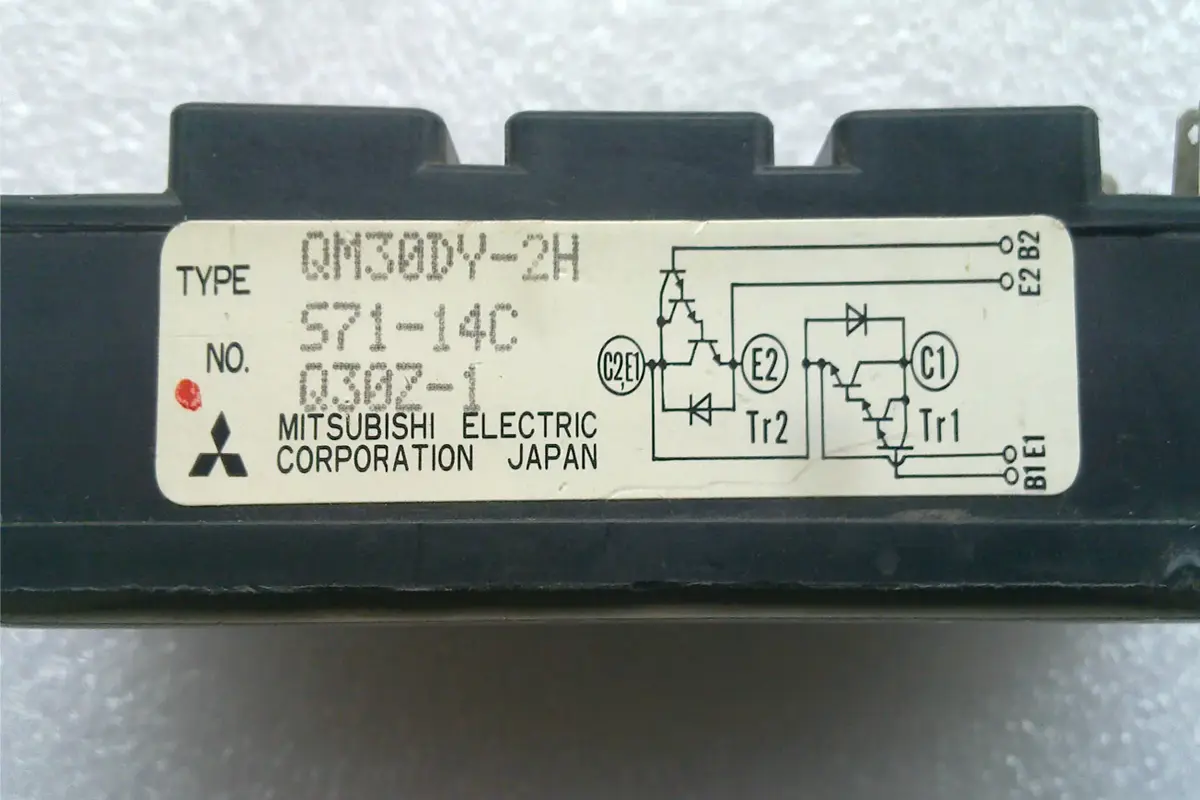 TYPE QM30DY-2H
S71-14C
NO.
Q30Z-1
MITSUBISHI ELECTRIC
CORPORATION JAPAN
B2
E2
C2,E1
E2
C1
Tr2
Tr1
E1
B1